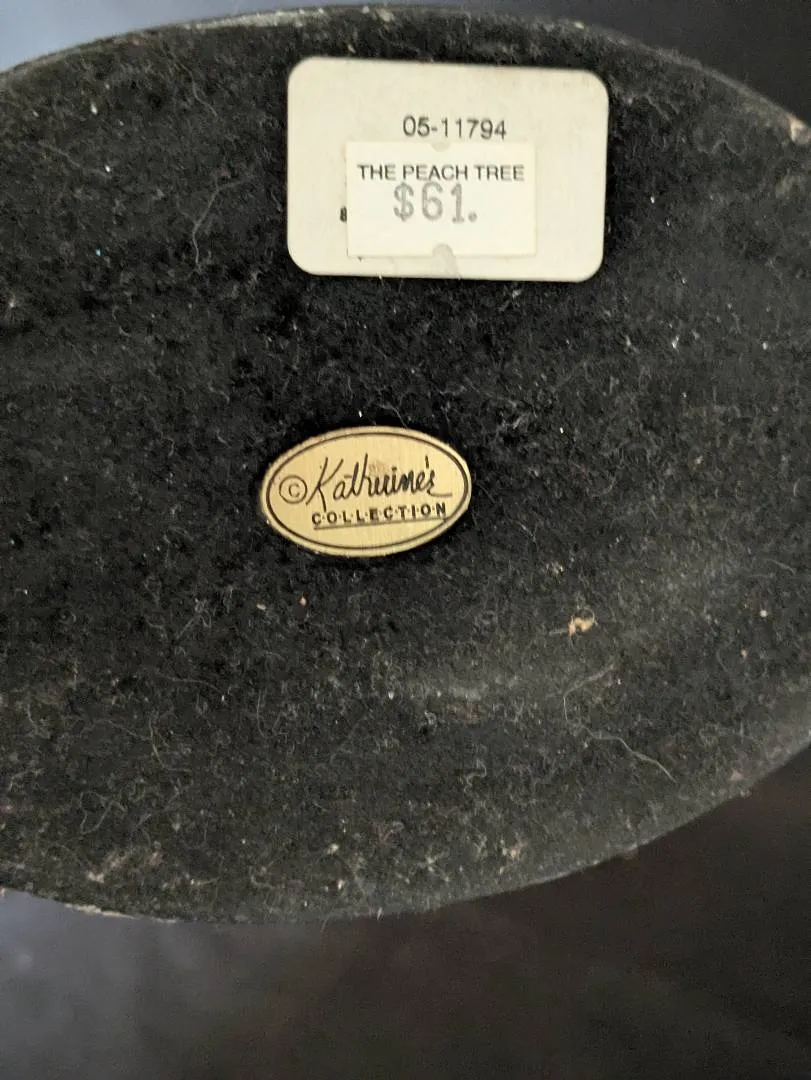 05-11794
THE PEACH TREE
$61.
© Katherine's
COLLECTION